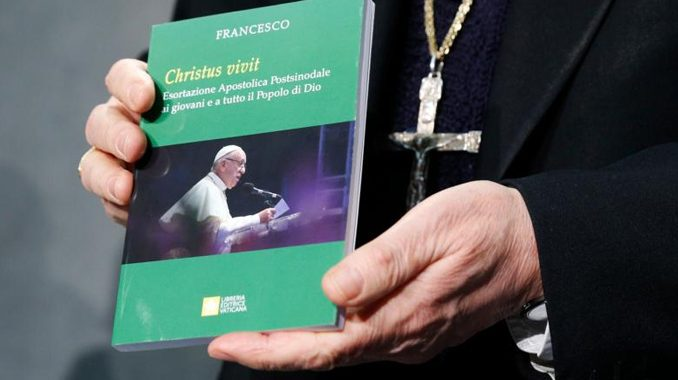 FRANCESCO
Christus vivit
Esortazione Apostolica Postsinodale
ai giovani e a tutto il Popolo di Dio
LIBRERIA
EDITRICE
VATICANA